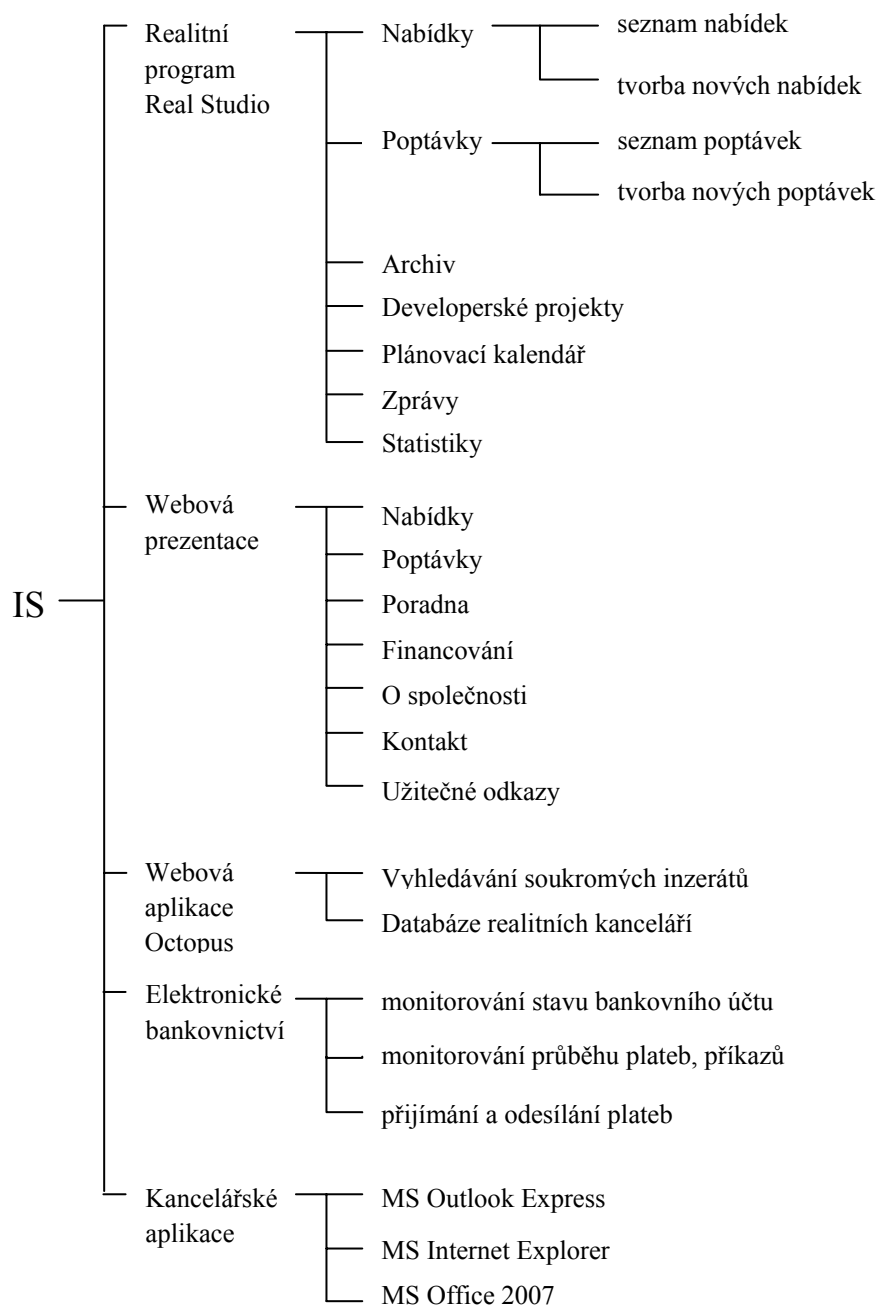 IS
Realitní
program
Real Studio
Nabídky
seznam nabídek
tvorba nových nabídek
Poptávky
seznam poptávek
tvorba nových poptávek
Archiv
Developerské projekty
Plánovací kalendář
Zprávy
Statistiky
Webová
prezentace
Nabídky
Poptávky
Poradna
Financování
O společnosti
Kontakt
Užitečné odkazy
Webová
aplikace
Octopus
Vyhledávání soukromých inzerátů
Databáze realitních kanceláří
Elektronické
bankovnictví
monitorování stavu bankovního účtu
monitorování průběhu plateb, příkazů
přijímání a odesílání plateb
Kancelářské
aplikace
MS Outlook Express
MS Internet Explorer
MS Office 2007